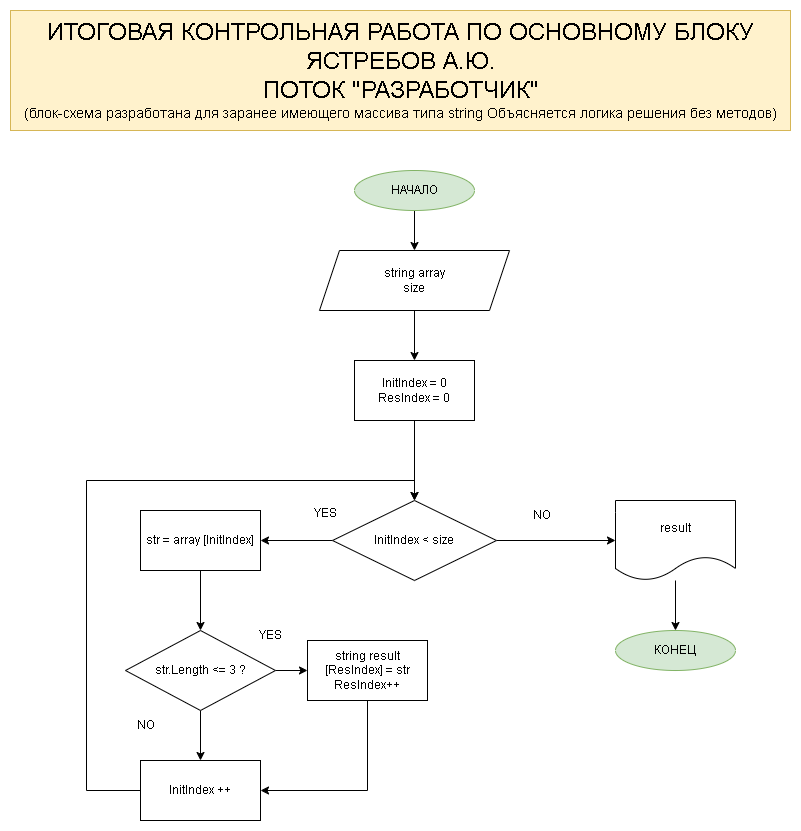 ИТОГОВАЯ КОНТРОЛЬНАЯ РАБОТА ПО ОСНОВНОМУ БЛОКУ
ЯСТРЕБОВ А.Ю.
ПОТОК "РАЗРАБОТЧИК"
(блок-схема разработана для заранее имеющего массива типа string Объясняется логика решения без методов)
НАЧАЛО
string array
size
InitIndex = 0
ResIndex = 0
InitIndex < size
YES
NO
str = array [InitIndex]
result
КОНЕЦ
str.Length <= 3 ?
YES
string result
[ResIndex] = str
ResIndex++
NO
InitIndex ++